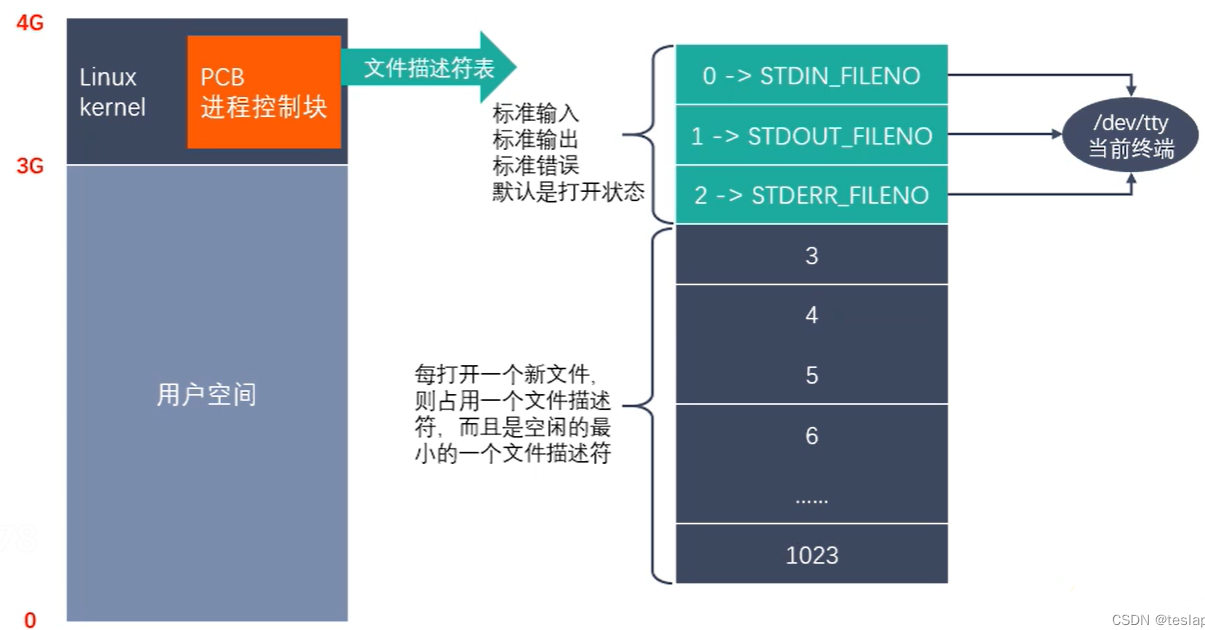 4G
Linux
kernel
PCB
进程控制块
文件描述符表
3G
用户空间
0
标准输入
标准输出
标准错误
默认是打开状态
0 -> STDIN_FILENO
1 -> STDOUT_FILENO
2 -> STDERR_FILENO
/dev/tty
当前终端
每打开一个新文件，
则占用一个文件描述
符，而且是空闲的最
小的一个文件描述符
3
4
5
6
……
1023
CSDN @teslap